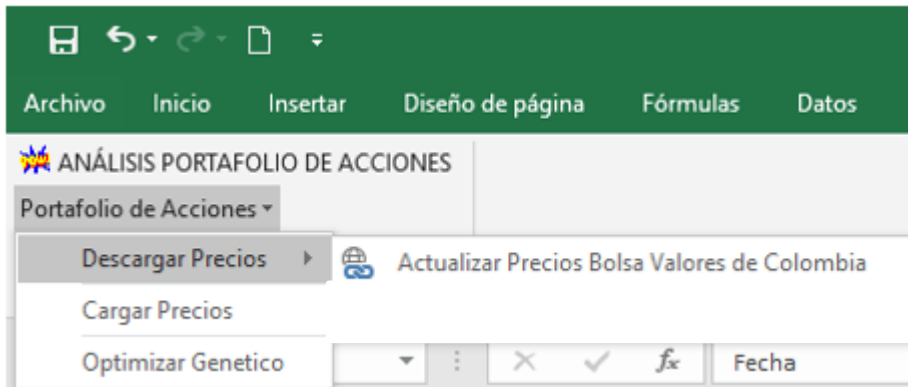 Archivo Inicio Insertar Diseño de página Fórmulas Datos
ANÁLISIS PORTAFOLIO DE ACCIONES
Portafolio de Acciones
Descargar Precios Actualizar Precios Bolsa Valores de Colombia
Cargar Precios
Optimizar Genetico fx Fecha